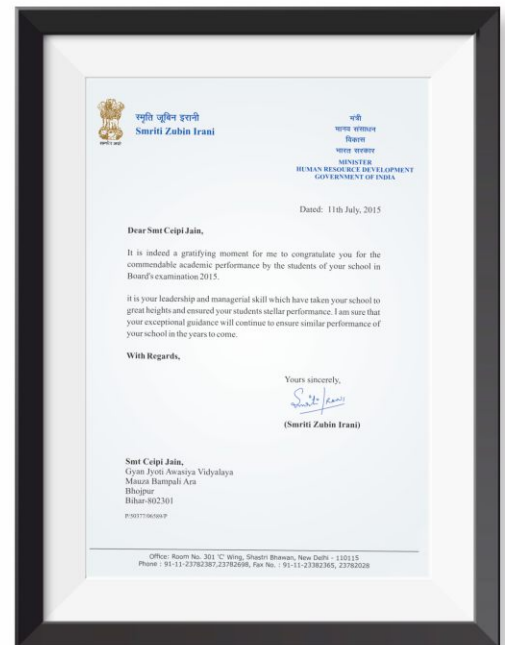 स्मृति जूबिन इरानी
Smriti Zubin Irani
मंत्री
मानव संसाधन
विकास
भारत सरकार
MINISTER
HUMAN RESOURCE DEVELOPMENT
GOVERNMENT OF INDIA
Dated: 11th July, 2015
Dear Smt Ceipi Jain,
It is indeed a gratifying moment for me to congratulate you for the
commendable academic performance by the students of your school in
Board's examination 2015.
it is your leadership and managerial skill which have taken your school to
great heights and ensured your students stellar performance. I am sure that
your exceptional guidance will continue to ensure similar performance of
your school in the years to come.
With Regards,
Yours sincerely,
Smriti Irani
(Smriti Zubin Irani)
Smt Ceipi Jain,
Gyan Jyoti Awasiya Vidyalaya
Mauza Bampali Ara
Bhojpur
Bihar-802301
P/50377/06589/P
Office: Room No. 301 'C' Wing, Shastri Bhawan, New Delhi - 110115
Phone : 91-11-23782387,23782698, Fax No. : 91-11-23382365, 23782028